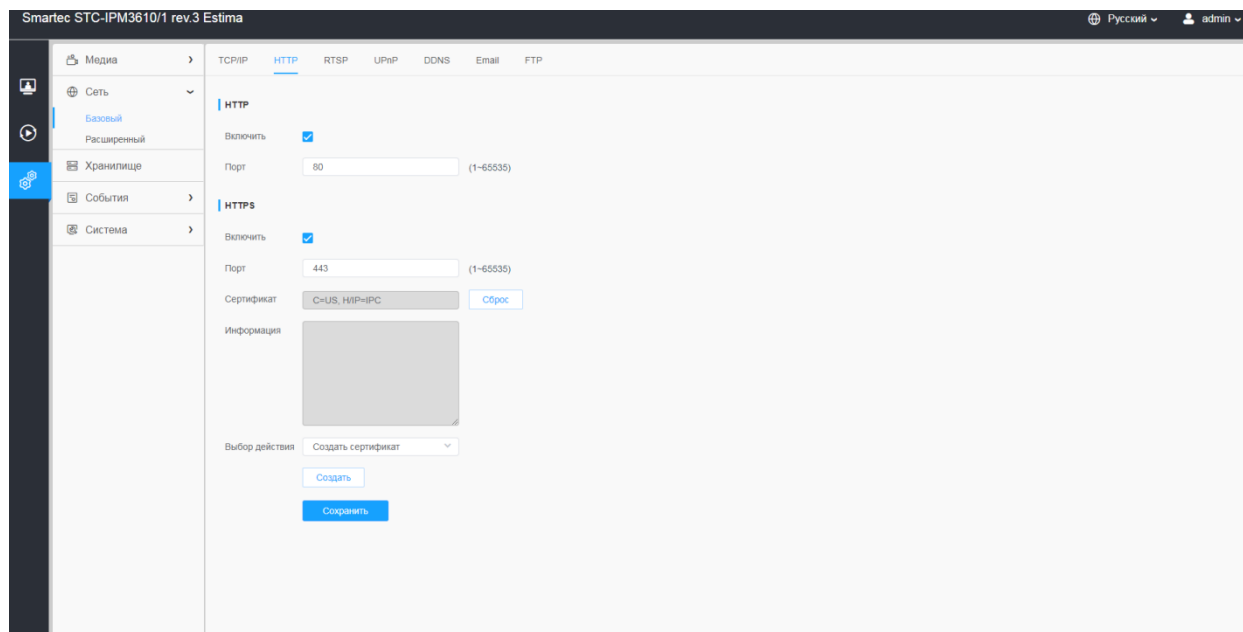 Smartec STC-IPM3610/1 rev.3 Estima
Русский
admin
Медиа
Сеть
Базовый
Расширенный
Хранилище
События
Система
TCP/IP HTTP RTSP UPnP DDNS Email FTP
HTTP
Включить
Порт 80 (1~65535)
HTTPS
Включить
Порт 443 (1~65535)
Сертификат C=US, H/IP=IPC Сброс
Информация
Выбор действия Создать сертификат
Создать
Сохранить